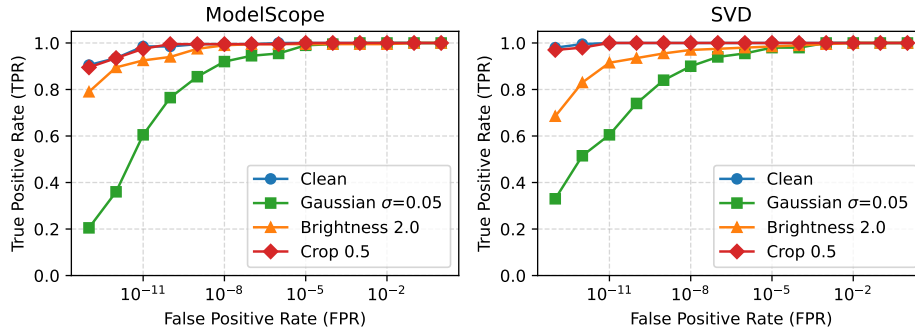 ModelScope
True Positive Rate (TPR)
1.0
0.8
0.6
0.4
0.2
0.0
Clean
Gaussian σ=0.05
Brightness 2.0
Crop 0.5
10⁻¹¹ 10⁻⁸ 10⁻⁵ 10⁻²
False Positive Rate (FPR)
SVD
True Positive Rate (TPR)
1.0
0.8
0.6
0.4
0.2
0.0
Clean
Gaussian σ=0.05
Brightness 2.0
Crop 0.5
10⁻¹¹ 10⁻⁸ 10⁻⁵ 10⁻²
False Positive Rate (FPR)